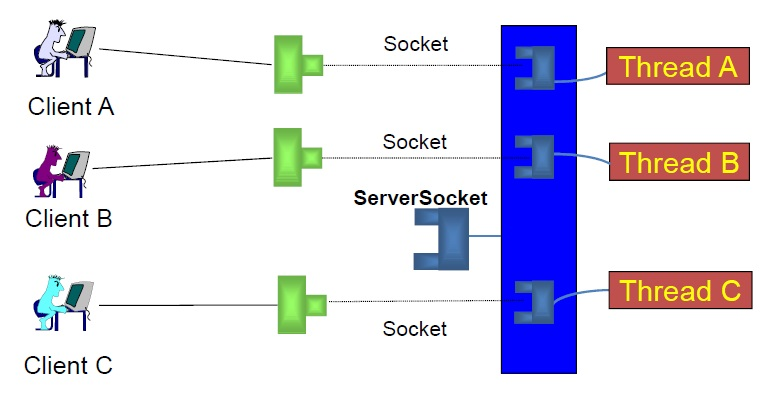 Socket
Thread A
Client A
Socket
Thread B
ServerSocket
Client B
Thread C
Socket
Client C